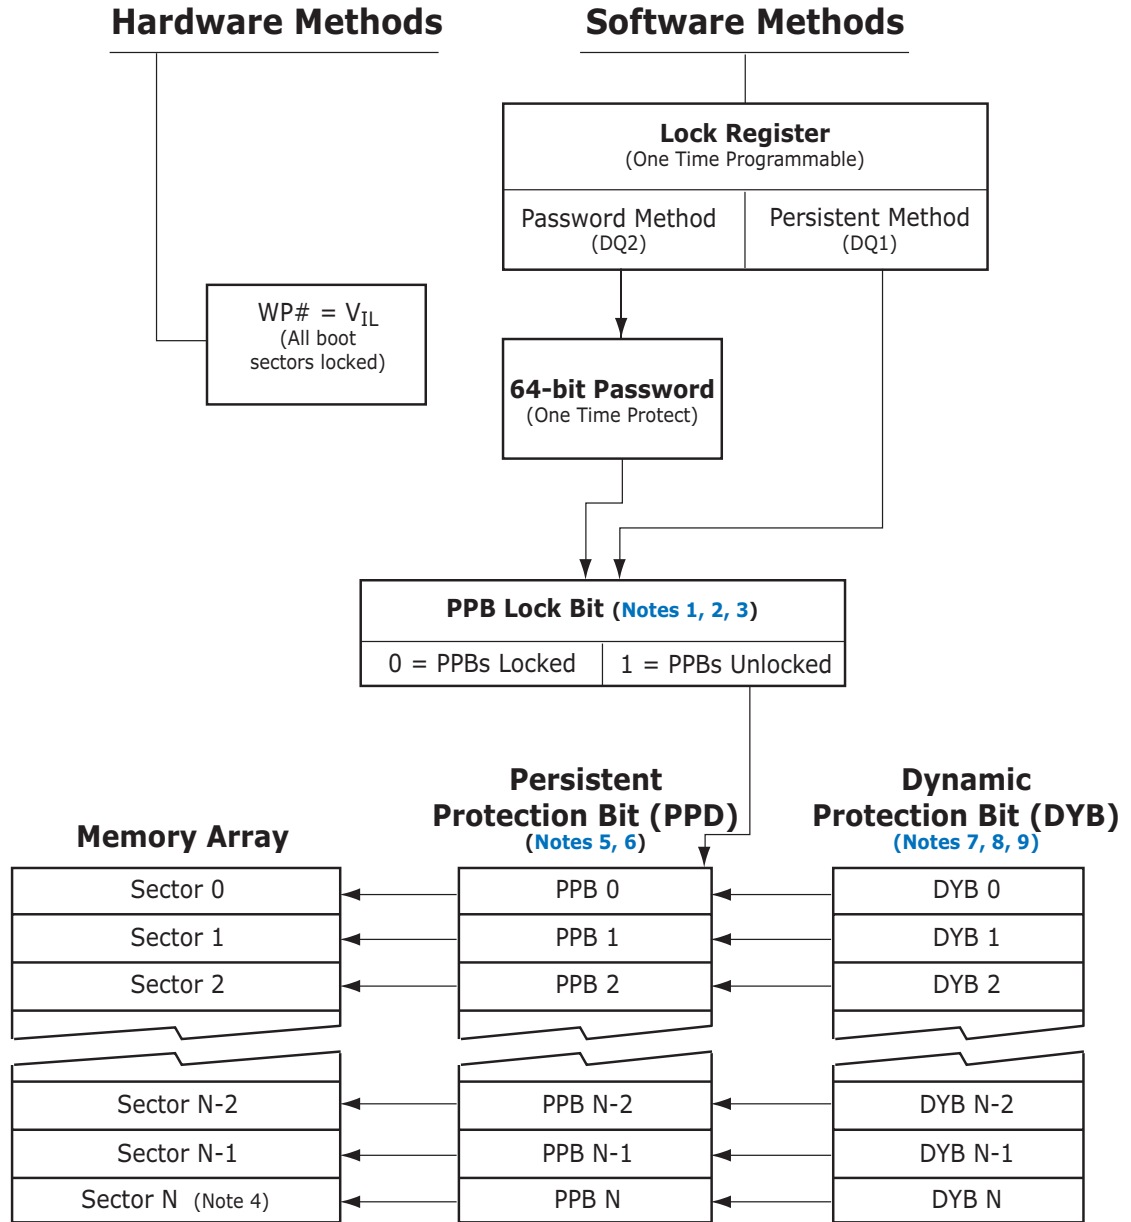 Hardware Methods
Software Methods
Lock Register
(One Time Programmable)
Password Method
(DQ2)
Persistent Method
(DQ1)
WP# = VIL
(All boot
sectors locked)
64-bit Password
(One Time Protect)
PPB Lock Bit (Notes 1, 2, 3)
0 = PPBs Locked
1 = PPBs Unlocked
Memory Array
Persistent
Protection Bit (PPD)
(Notes 5, 6)
Dynamic
Protection Bit (DYB)
(Notes 7, 8, 9)
Sector 0
PPB 0
DYB 0
Sector 1
PPB 1
DYB 1
Sector 2
PPB 2
DYB 2
Sector N-2
PPB N-2
DYB N-2
Sector N-1
PPB N-1
DYB N-1
Sector N (Note 4)
PPB N
DYB N